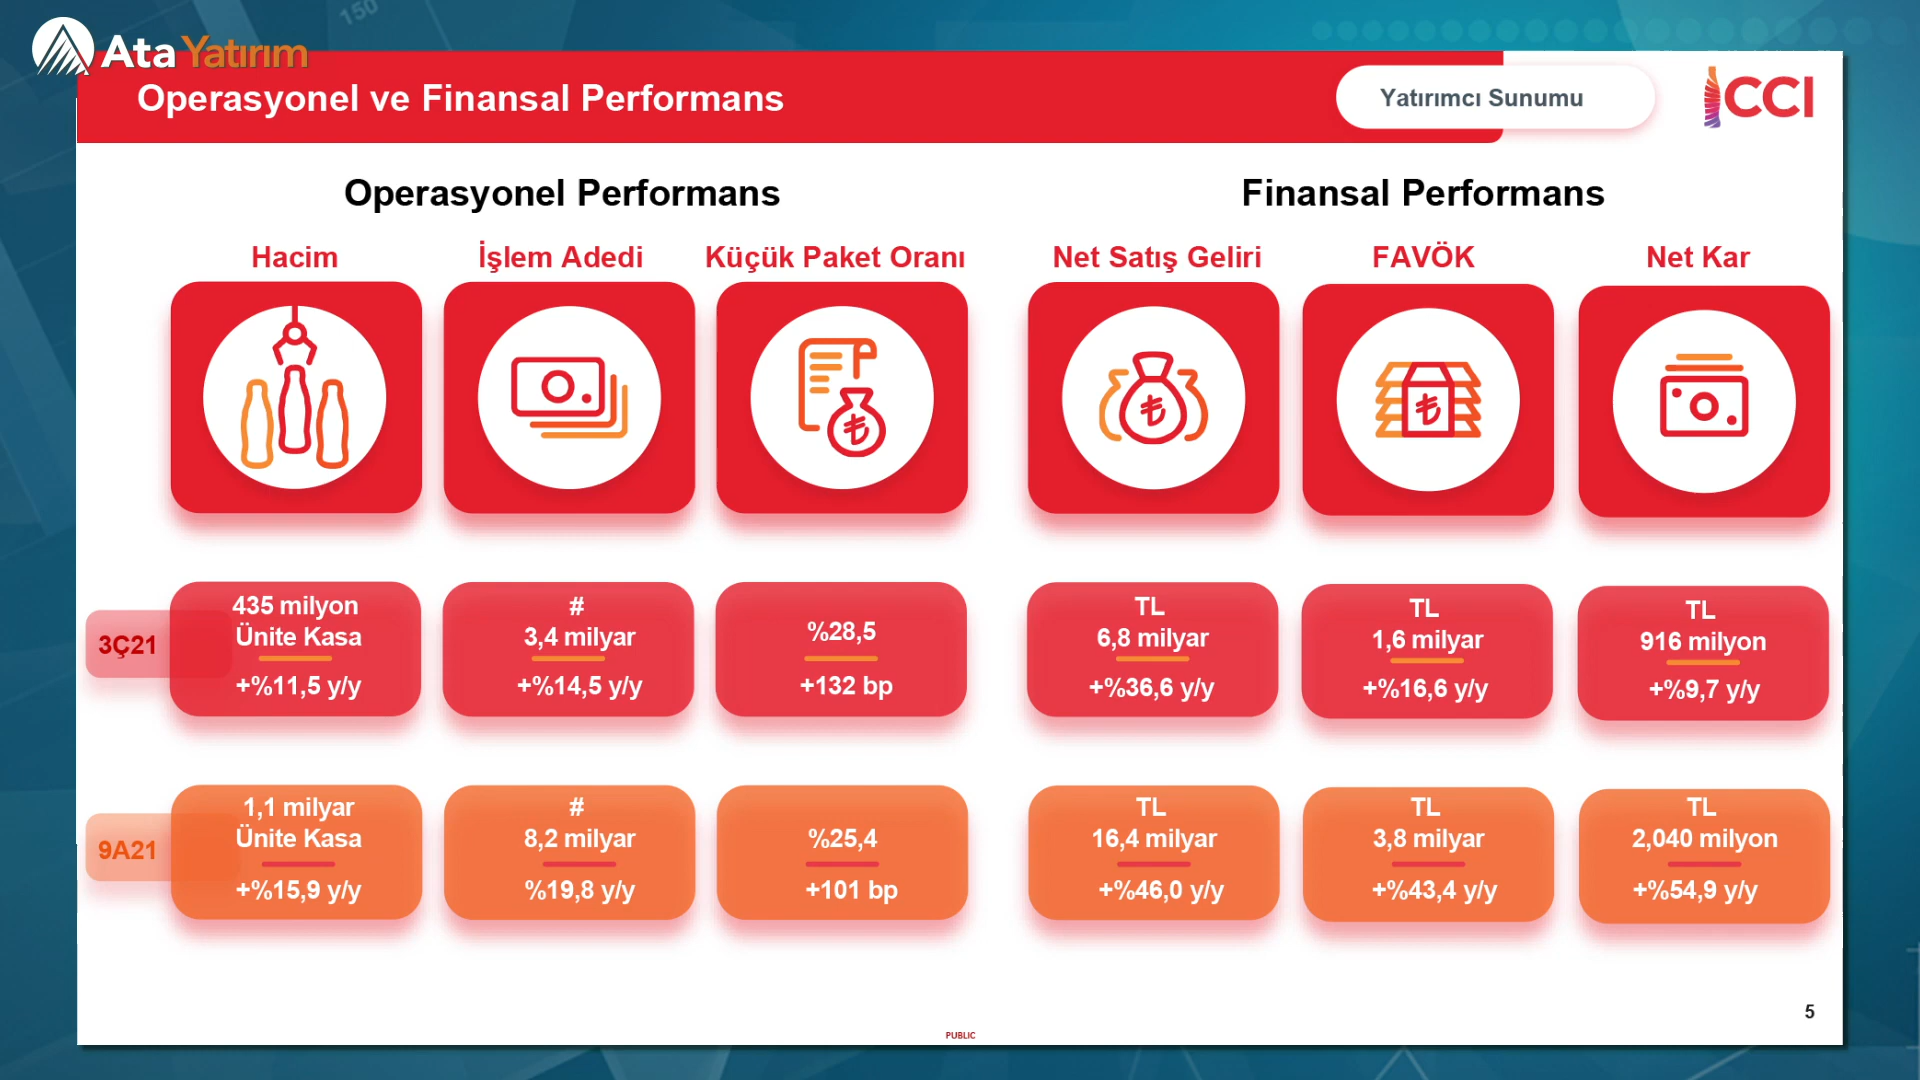 150
Ata Yatırım
Operasyonel ve Finansal Performans
Yatırımcı Sunumu
CCI
Operasyonel Performans
Finansal Performans
Hacim
İşlem Adedi
Küçük Paket Oranı
Net Satış Geliri
FAVÖK
Net Kar
3Ç21
435 milyon
Ünite Kasa
+%11,5 y/y
#
3,4 milyar
+%14,5 y/y
%28,5
+132 bp
TL
6,8 milyar
+%36,6 y/y
TL
1,6 milyar
+%16,6 y/y
TL
916 milyon
+%9,7 y/y
9A21
1,1 milyar
Ünite Kasa
+%15,9 y/y
#
8,2 milyar
%19,8 y/y
%25,4
+101 bp
TL
16,4 milyar
+%46,0 y/y
TL
3,8 milyar
+%43,4 y/y
TL
2,040 milyon
+%54,9 y/y
5
PUBLIC